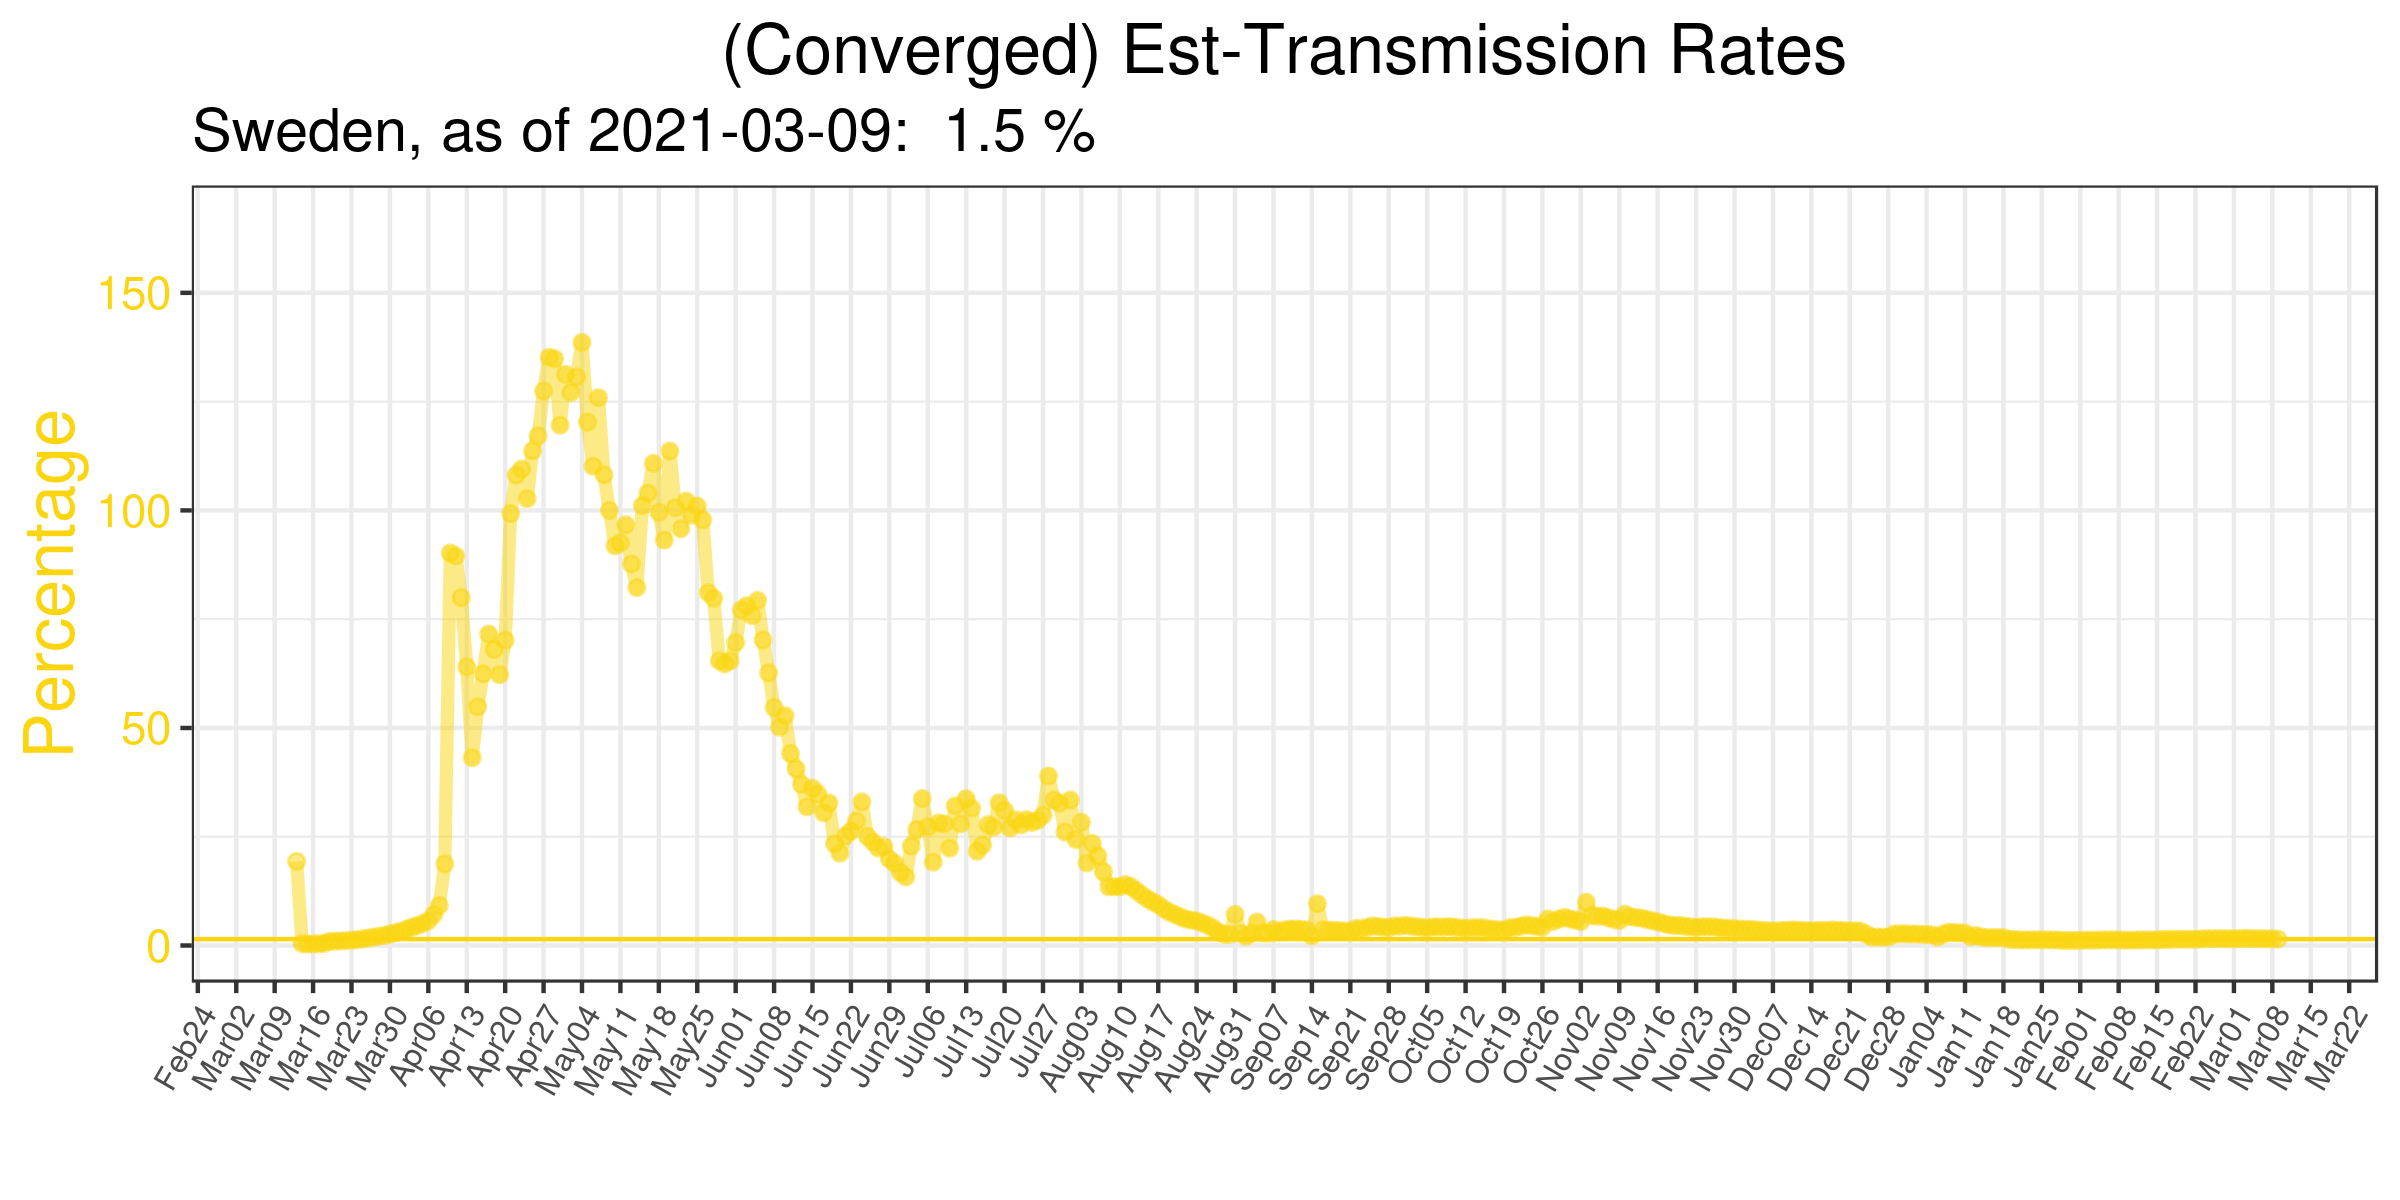 (Converged) Est-Transmission Rates
Sweden, as of 2021-03-09:  1.5 %
Percentage
150
100
50
0
Feb24
Mar02
Mar09
Mar16
Mar23
Mar30
Apr06
Apr13
Apr20
Apr27
May04
May11
May18
May25
Jun01
Jun08
Jun15
Jun22
Jun29
Jul06
Jul13
Jul20
Jul27
Aug03
Aug10
Aug17
Aug24
Aug31
Sep07
Sep14
Sep21
Sep28
Oct05
Oct12
Oct19
Oct26
Nov02
Nov09
Nov16
Nov23
Nov30
Dec07
Dec14
Dec21
Dec28
Jan04
Jan11
Jan18
Jan25
Feb01
Feb08
Feb15
Feb22
Mar01
Mar08
Mar15
Mar22